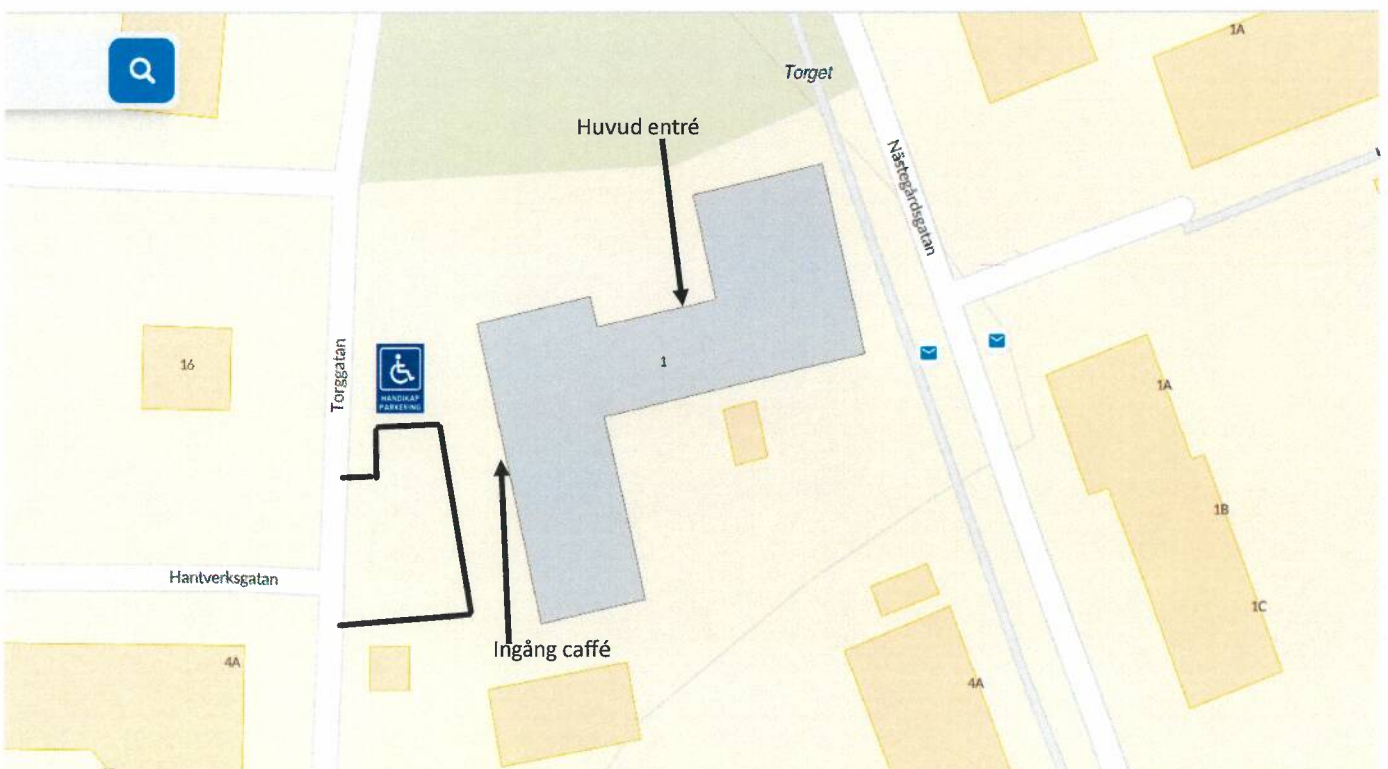 1A
Torget
Huvud entré
Nästegårdsgatan
16
Torggatan
HANDIKAP
PARKERING
1
1A
1B
1C
Hantverksgatan
Ingång caffé
4A
4A